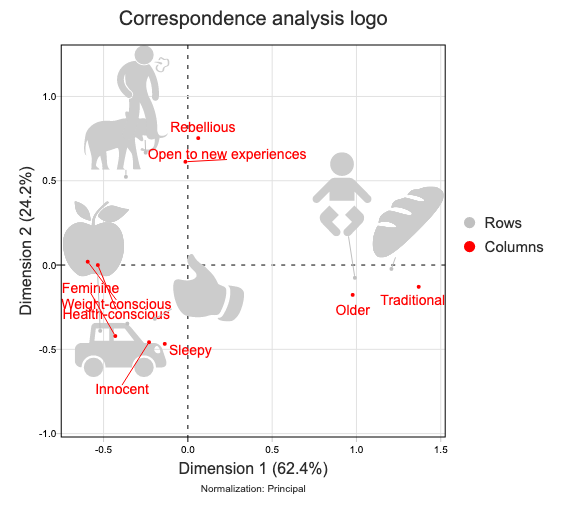 Correspondence analysis logo
Dimension 2 (24.2%)
1.0
0.5
0.0
-0.5
-1.0
Rebellious
Open to new experiences
Feminine
Weight-conscious
Health-conscious
Older
Traditional
Sleepy
Innocent
Rows
Columns
-0.5
0.0
0.5
1.0
1.5
Dimension 1 (62.4%)
Normalization: Principal